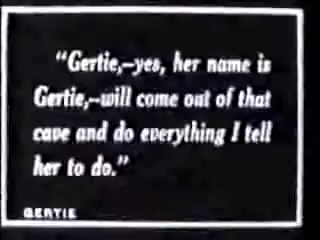 "Gertie,–yes, her name is
Gertie,–will come out of that
cave and do everything I tell
her to do."
GERTIE